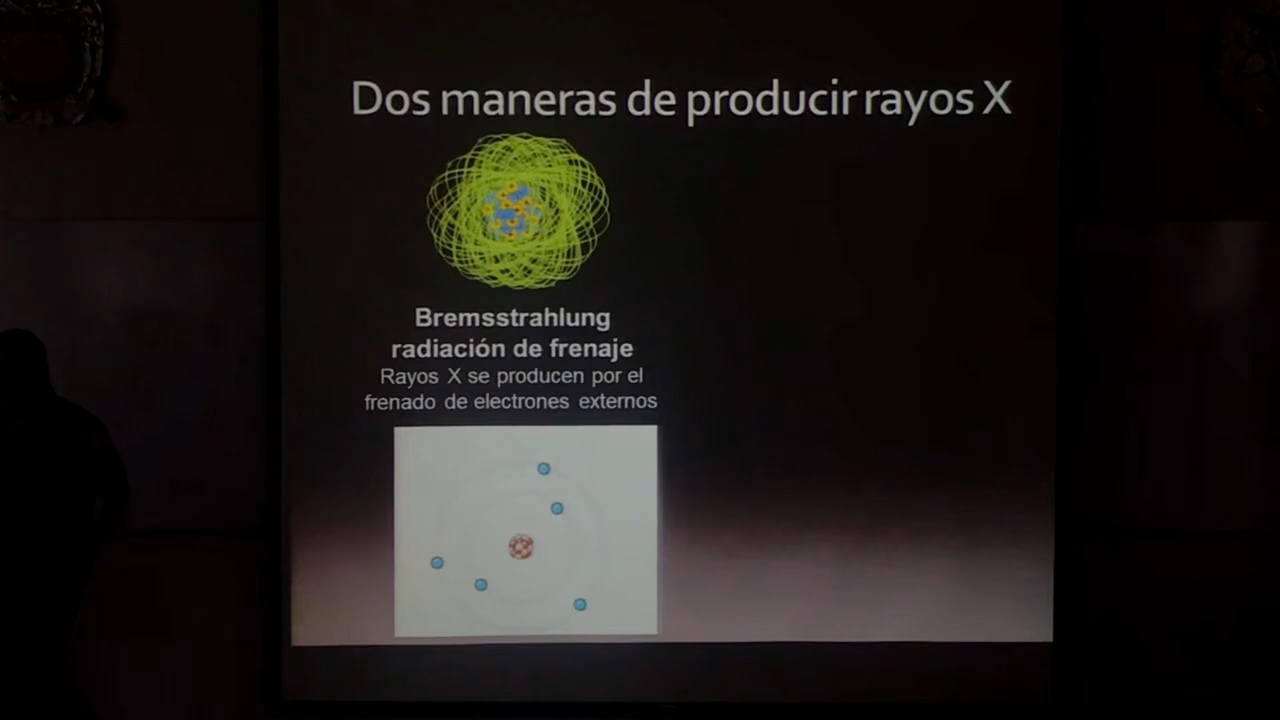 Dos maneras de producir rayos X
Bremsstrahlung
radiación de frenaje
Rayos X se producen por el
frenado de electrones externos